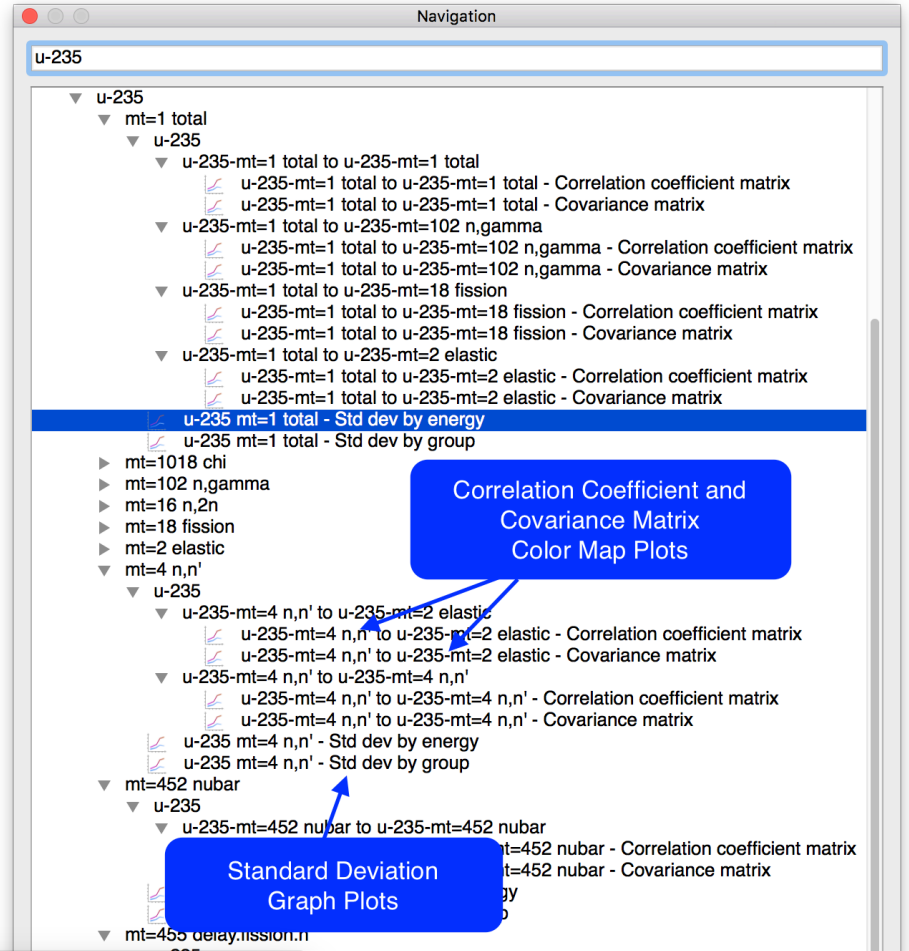 Navigation
u-235
u-235
mt=1 total
u-235
u-235-mt=1 total to u-235-mt=1 total
u-235-mt=1 total to u-235-mt=1 total - Correlation coefficient matrix
u-235-mt=1 total to u-235-mt=1 total - Covariance matrix
u-235-mt=1 total to u-235-mt=102 n,gamma
u-235-mt=1 total to u-235-mt=102 n,gamma - Correlation coefficient matrix
u-235-mt=1 total to u-235-mt=102 n,gamma - Covariance matrix
u-235-mt=1 total to u-235-mt=18 fission
u-235-mt=1 total to u-235-mt=18 fission - Correlation coefficient matrix
u-235-mt=1 total to u-235-mt=18 fission - Covariance matrix
u-235-mt=1 total to u-235-mt=2 elastic
u-235-mt=1 total to u-235-mt=2 elastic - Correlation coefficient matrix
u-235-mt=1 total to u-235-mt=2 elastic - Covariance matrix
u-235 mt=1 total - Std dev by energy
u-235 mt=1 total - Std dev by group
mt=1018 chi
mt=102 n,gamma
mt=16 n,2n
mt=18 fission
mt=2 elastic
Correlation Coefficient and
Covariance Matrix
Color Map Plots
mt=4 n,n'
u-235
u-235-mt=4 n,n' to u-235-mt=2 elastic
u-235-mt=4 n,n' to u-235-mt=2 elastic - Correlation coefficient matrix
u-235-mt=4 n,n' to u-235-mt=2 elastic - Covariance matrix
u-235-mt=4 n,n' to u-235-mt=4 n,n'
u-235-mt=4 n,n' to u-235-mt=4 n,n' - Correlation coefficient matrix
u-235-mt=4 n,n' to u-235-mt=4 n,n' - Covariance matrix
u-235 mt=4 n,n' - Std dev by energy
u-235 mt=4 n,n' - Std dev by group
mt=452 nubar
u-235
u-235-mt=452 nubar to u-235-mt=452 nubar
t=452 nubar - Correlation coefficient matrix
t=452 nubar - Covariance matrix
gy
Standard Deviation
Graph Plots
mt=455 delay.fission.n